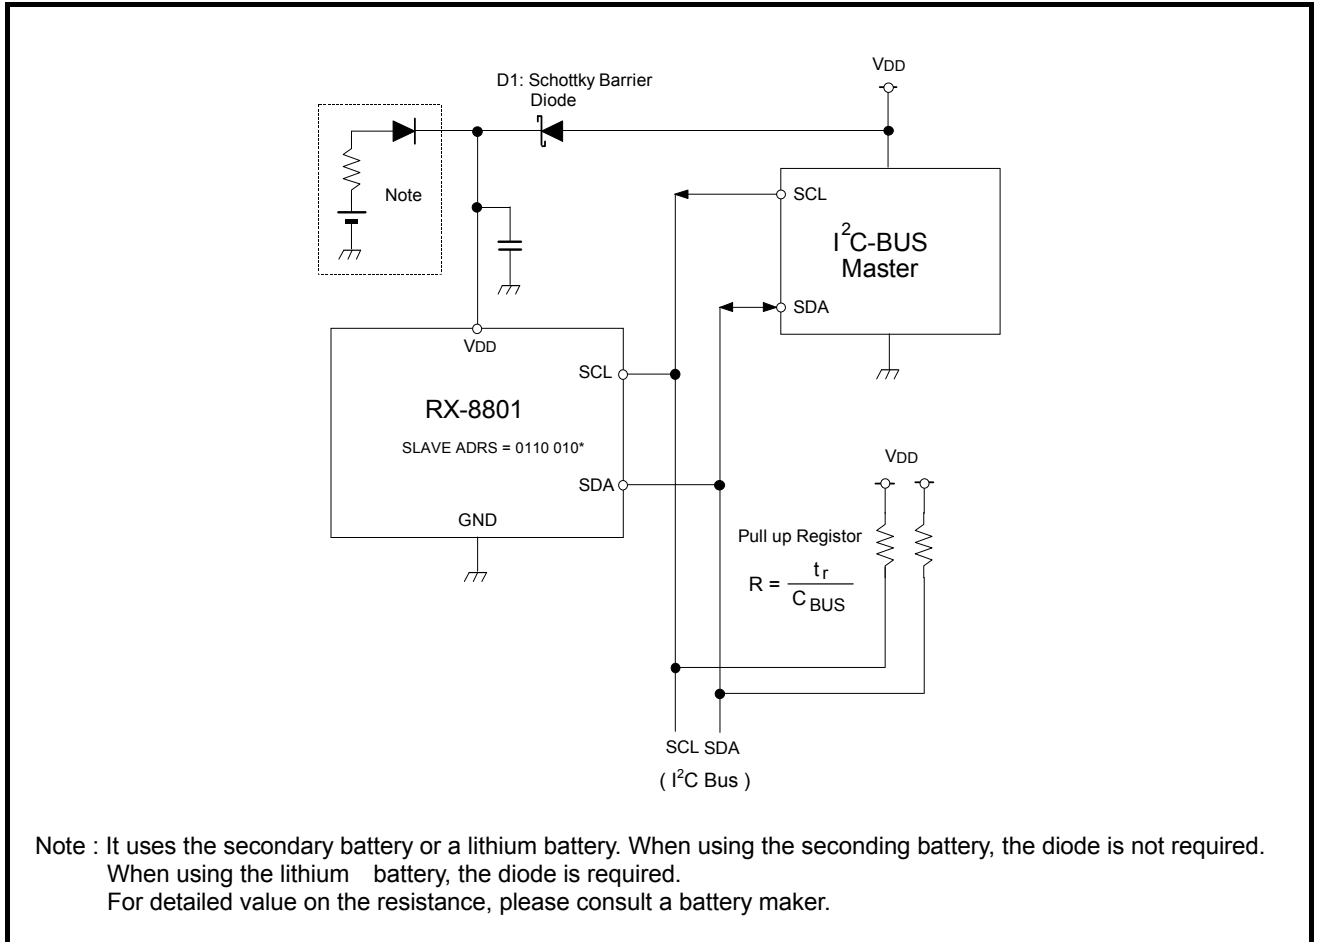 VDD
D1: Schottky Barrier
Diode
Note
SCL
I²C-BUS
Master
SDA
VDD
SCL
RX-8801
SLAVE ADRS = 0110 010*
SDA
GND
VDD
Pull up Registor
R = tr / CBUS
SCL SDA
( I²C Bus )
Note : It uses the secondary battery or a lithium battery. When using the seconding battery, the diode is not required.
When using the lithium battery, the diode is required.
For detailed value on the resistance, please consult a battery maker.